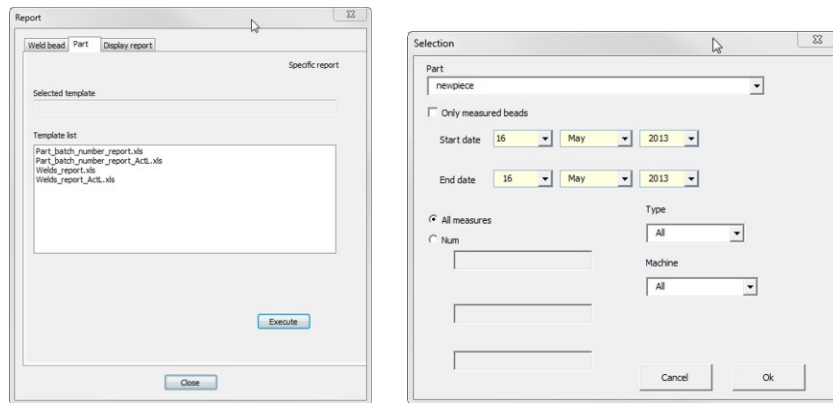 Report
Weld bead Part Display report
Specific report
Selected template
Template list
Part_batch_number_report.xls
Part_batch_number_report_ActL.xls
Welds_report.xls
Welds_report_ActL.xls
Execute
Close
Selection
Part
newpiece
Only measured beads
Start date 16 May 2013
End date 16 May 2013
All measures
Num
Type
All
Machine
All
Cancel Ok